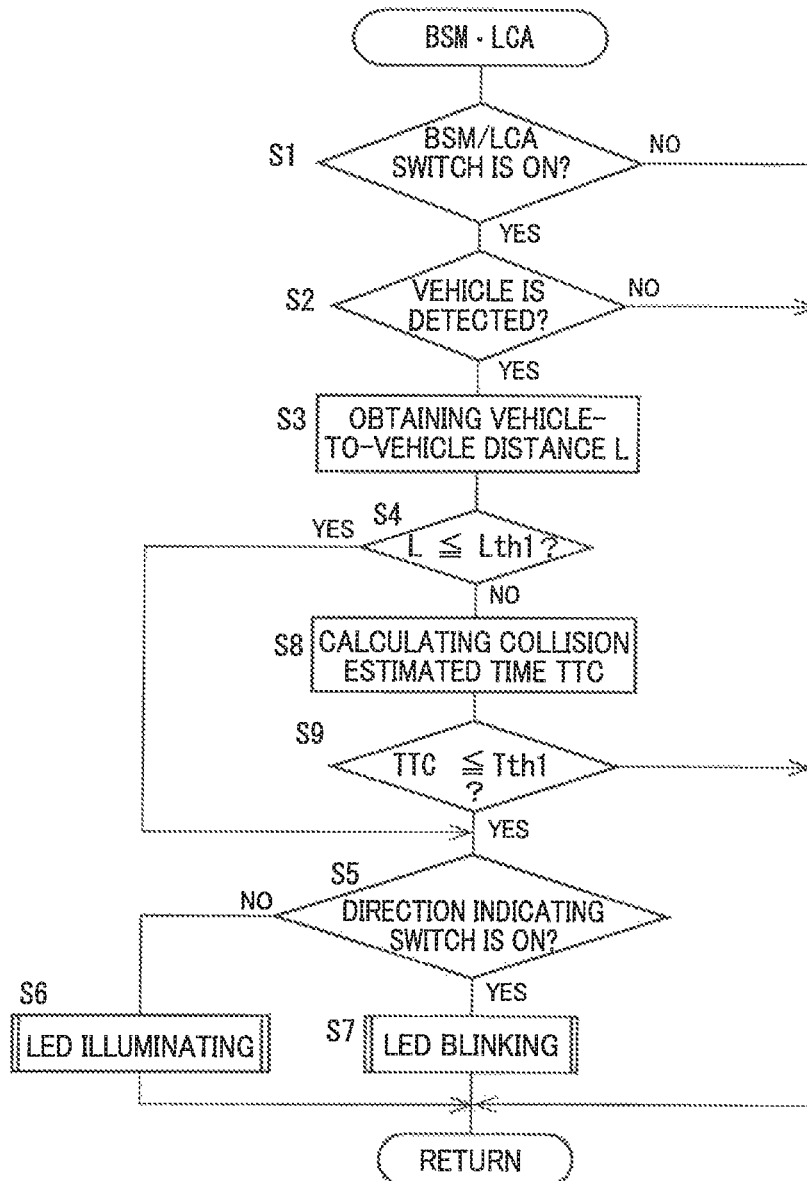 BSM・LCA
S1
BSM/LCA
SWITCH IS ON?
NO
YES
S2
VEHICLE IS
DETECTED?
NO
YES
S3
OBTAINING VEHICLE-
TO-VEHICLE DISTANCE L
S4
YES
L ≦ Lth1?
NO
S8
CALCULATING COLLISION
ESTIMATED TIME TTC
S9
TTC ≦ Tth1
?
YES
S5
NO
DIRECTION INDICATING
SWITCH IS ON?
YES
S6
LED ILLUMINATING
S7
LED BLINKING
RETURN